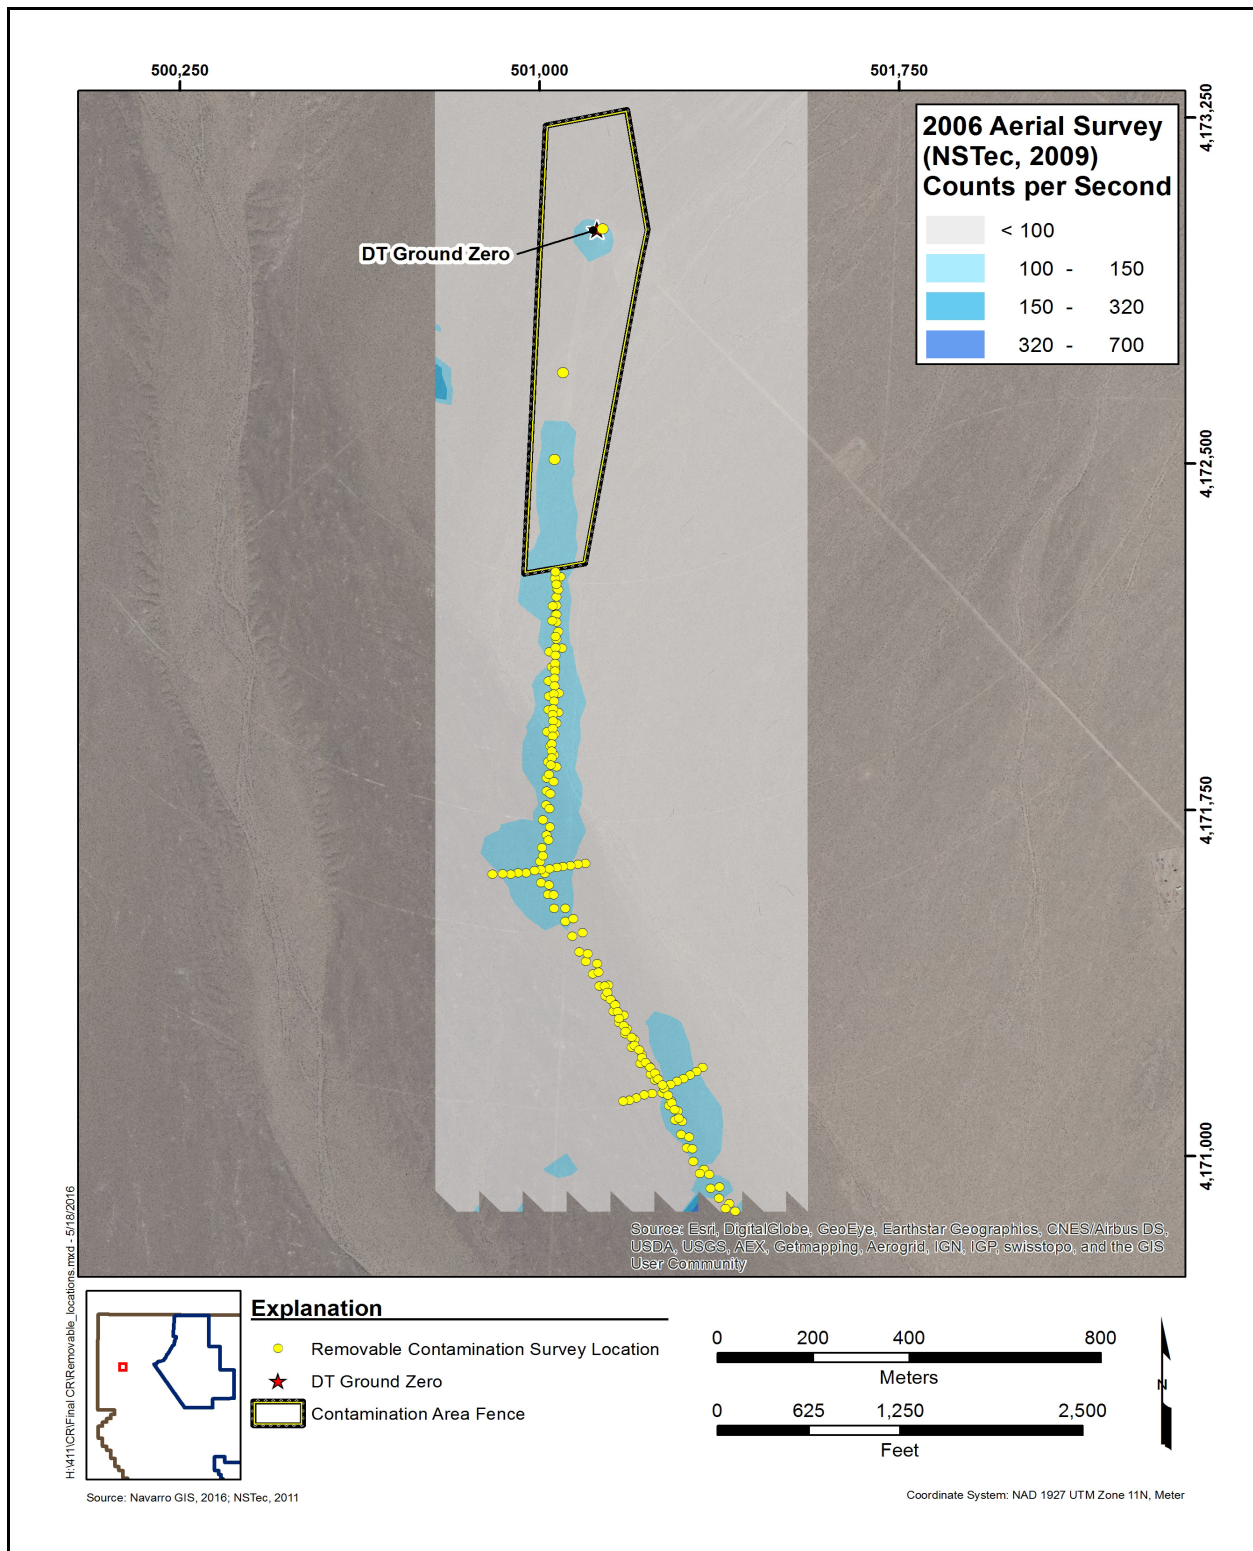 500,250
501,000
501,750
4,173,250
4,172,500
4,171,750
4,171,000
2006 Aerial Survey
(NSTec, 2009)
Counts per Second
< 100
100 - 150
150 - 320
320 - 700
DT Ground Zero
Source: Esri, DigitalGlobe, GeoEye, Earthstar Geographics, CNES/Airbus DS,
USDA, USGS, AEX, Getmapping, Aerogrid, IGN, IGP, swisstopo, and the GIS
User Community
H:\411\CR\Final CR\Removable_locations.mxd - 5/18/2016
Explanation
Removable Contamination Survey Location
DT Ground Zero
Contamination Area Fence
0 200 400 800
Meters
0 625 1,250 2,500
Feet
N
Source: Navarro GIS, 2016; NSTec, 2011
Coordinate System: NAD 1927 UTM Zone 11N, Meter